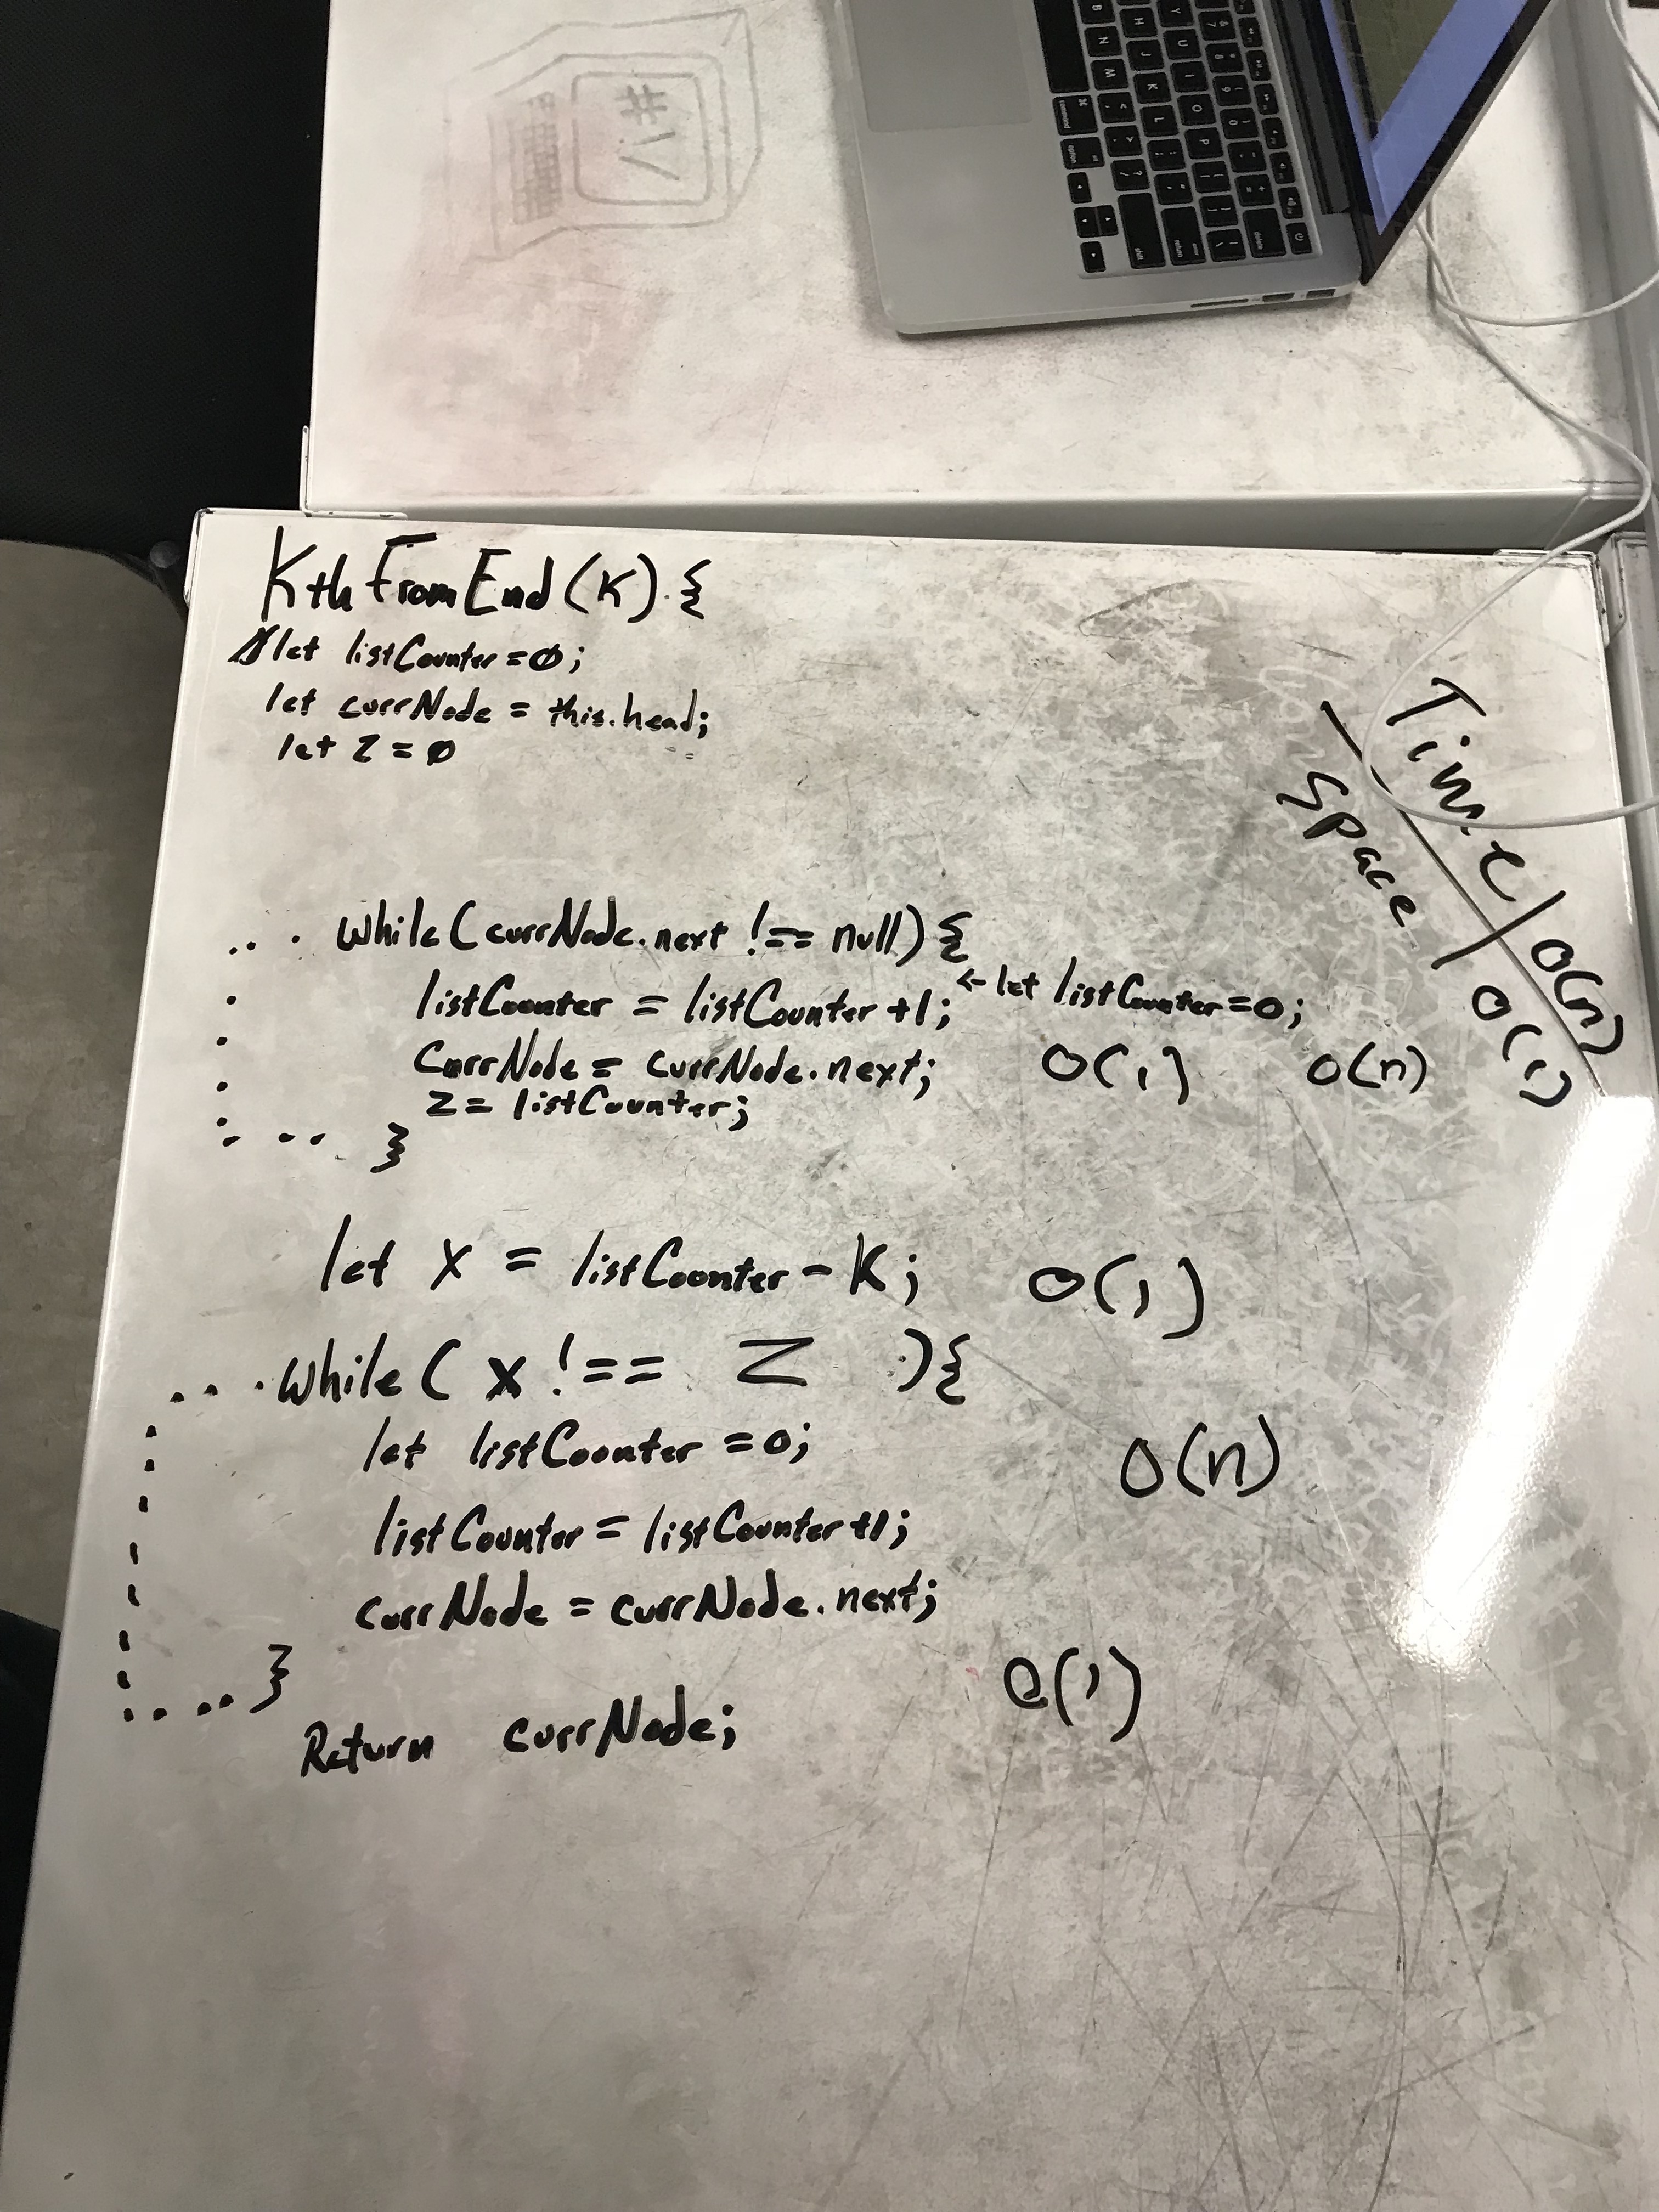 #!/
KthFromEnd(K) {
let listCounter=0;
let currNode = this.head;
let Z = 0
Time | O(n)
Space | O(1)
while(currNode.next !== null) {
listCounter = listCounter+1; ← let listCounter=0;
CurrNode = currNode.next; O(1) O(n)
Z = listCounter;
}
let X = listCounter - K; O(1)
while( X !== Z ){
let listCounter =0; O(n)
listCounter = listCounter+1;
currNode = currNode.next;
} O(1)
Return currNode;